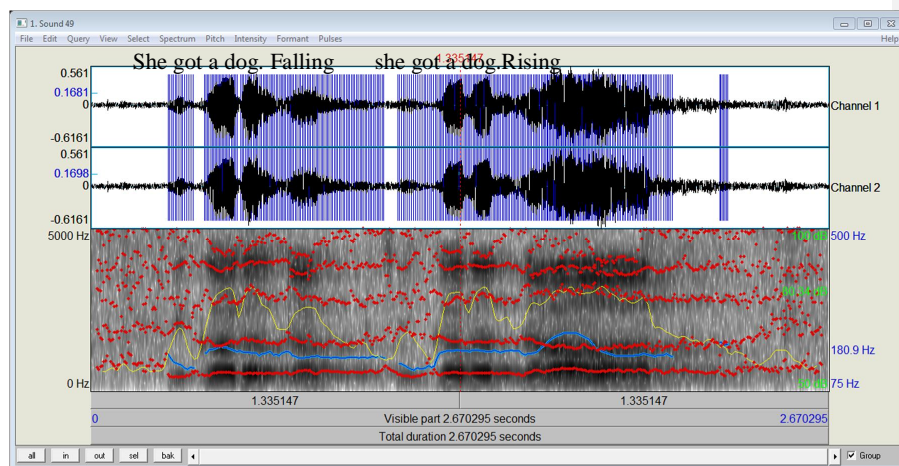 1. Sound 49
File Edit Query View Select Spectrum Pitch Intensity Formant Pulses Help
She got a dog. Falling she got a dog.Rising
1.335147
0.561
0.1681
0
-0.6161
Channel 1
0.561
0.1698
0
-0.6161
Channel 2
5000 Hz 500 Hz
180.9 Hz
0 Hz 75 Hz
1.335147 1.335147
0 Visible part 2.670295 seconds 2.670295
Total duration 2.670295 seconds
all in out sel bak Group